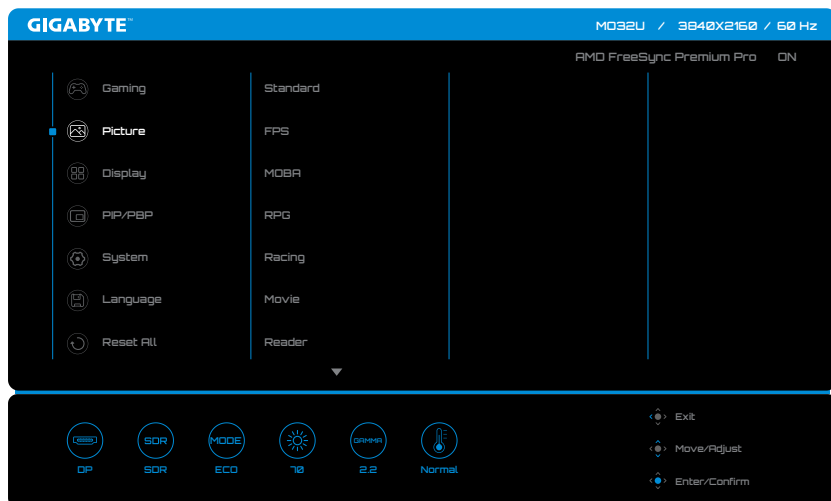 GIGABYTE™
MO32U / 3840X2160 / 60 Hz
AMD FreeSync Premium Pro ON
Gaming Standard
Picture FPS
Display MOBA
PIP/PBP RPG
System Racing
Language Movie
Reset All Reader
SDR MODE GAMMA
DP SDR ECO 70 2.2 Normal
Exit
Move/Adjust
Enter/Confirm